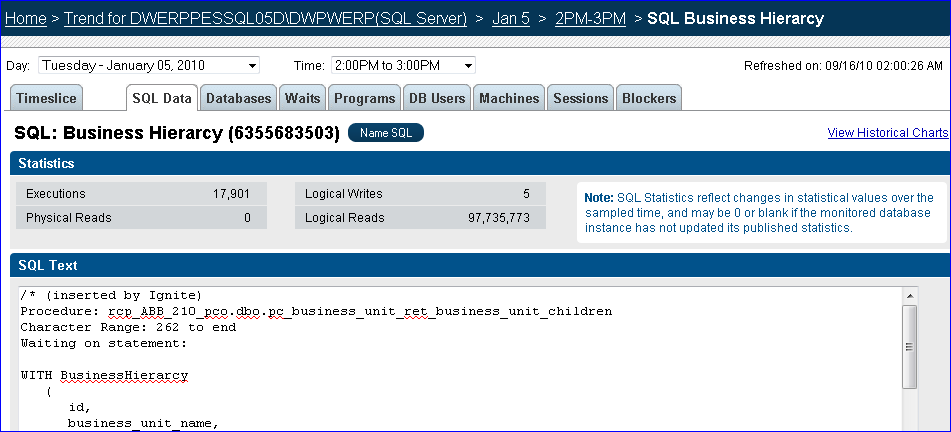 Home > Trend for DWERPPESSQL05D\DWPWERP(SQL Server) > Jan 5 > 2PM-3PM > SQL Business Hierarcy
Day: Tuesday - January 05, 2010 Time: 2:00PM to 3:00PM Refreshed on: 09/16/10 02:00:26 AM
Timeslice SQL Data Databases Waits Programs DB Users Machines Sessions Blockers
SQL: Business Hierarcy (6355683503) Name SQL View Historical Charts
Statistics
Executions 17,901 Logical Writes 5
Physical Reads 0 Logical Reads 97,735,773
Note: SQL Statistics reflect changes in statistical values over the
sampled time, and may be 0 or blank if the monitored database
instance has not updated its published statistics.
SQL Text
/* (inserted by Ignite)
Procedure: rcp_ABB_210_pco.dbo.pc_business_unit_ret_business_unit_children
Character Range: 262 to end
Waiting on statement:
WITH BusinessHierarcy
(
id,
business_unit_name,